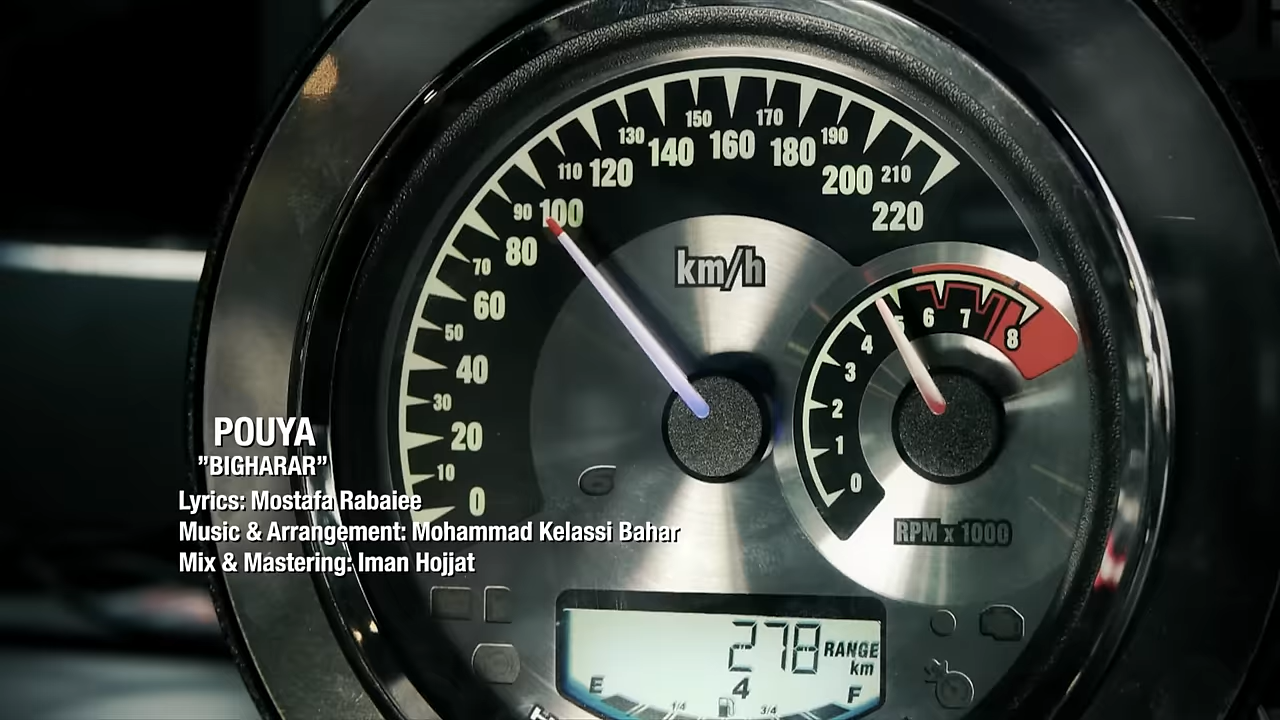 150 170
130 140 160 180 190
110 120 200 210
90 100 220
80
70
60
50
40
30
20
10
0
km/h
5 6 7 8
4
3
2
1
0
RPM x 1000
6
POUYA
”BIGHARAR”
Lyrics: Mostafa Rabaiee
Music & Arrangement: Mohammad Kelassi Bahar
Mix & Mastering: Iman Hojjat
278 RANGE
km
E 4 F
1/4 3/4